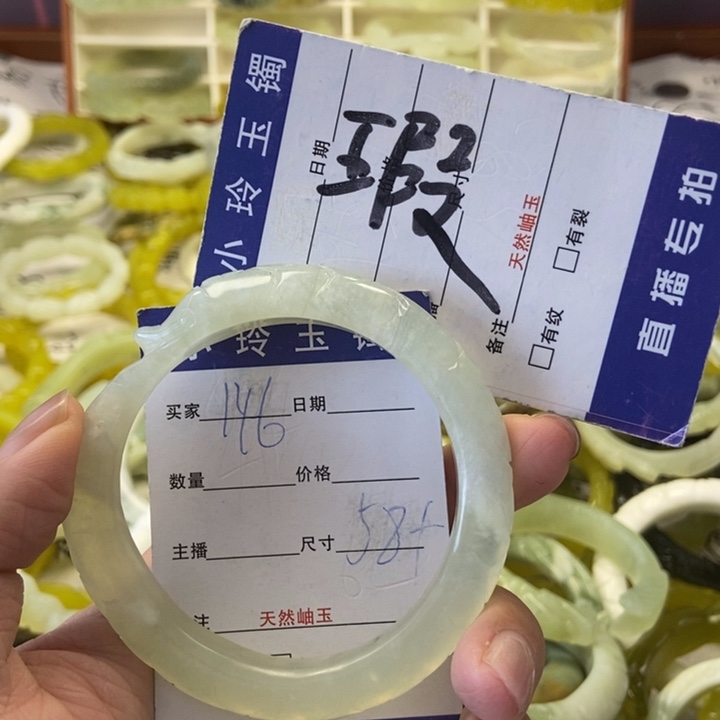 小玲玉镯
日期
瑕
天然岫玉
备注
有裂
有纹
直播专拍
玲玉镯
买家 146 日期
数量 价格
主播 尺寸 58+
注 天然岫玉